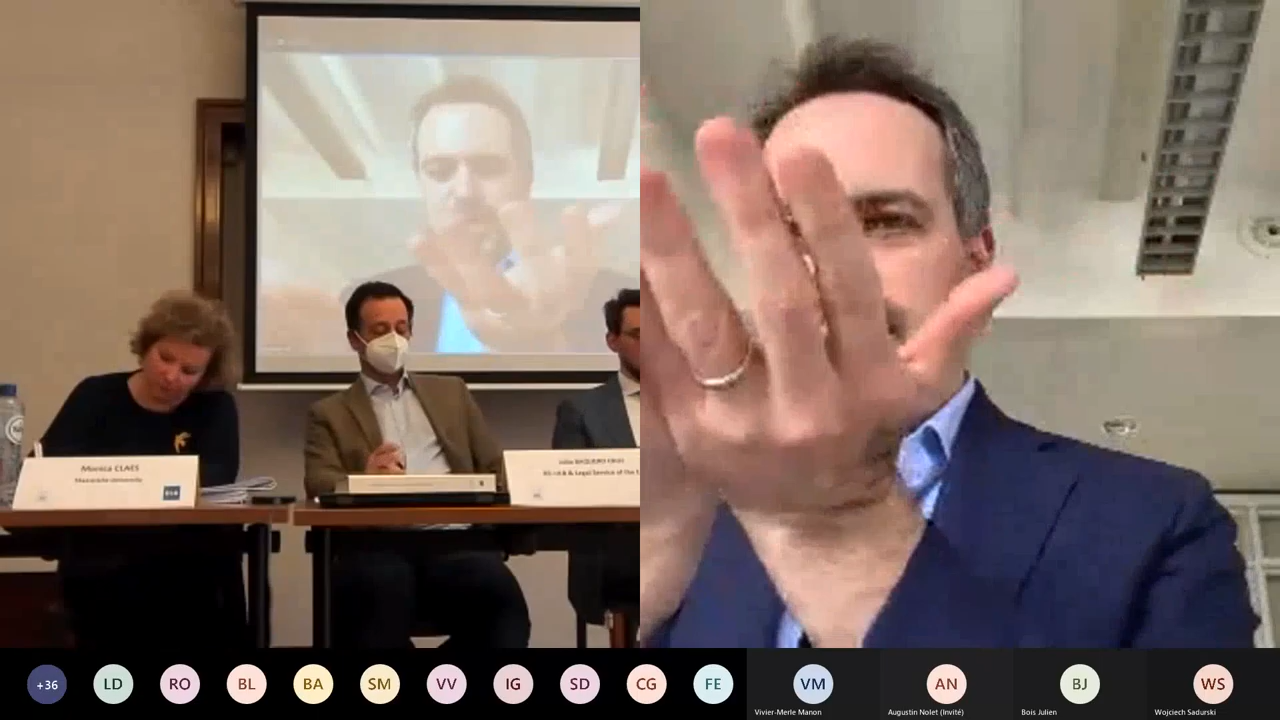 Monica CLAES
Maastricht University
+36
LD
RO
BL
BA
SM
VV
IG
SD
CG
FE
VM
AN
BJ
WS
Vivier-Merle Manon
Augustin Nolet (Invité)
Bois Julien
Wojciech Sadurski